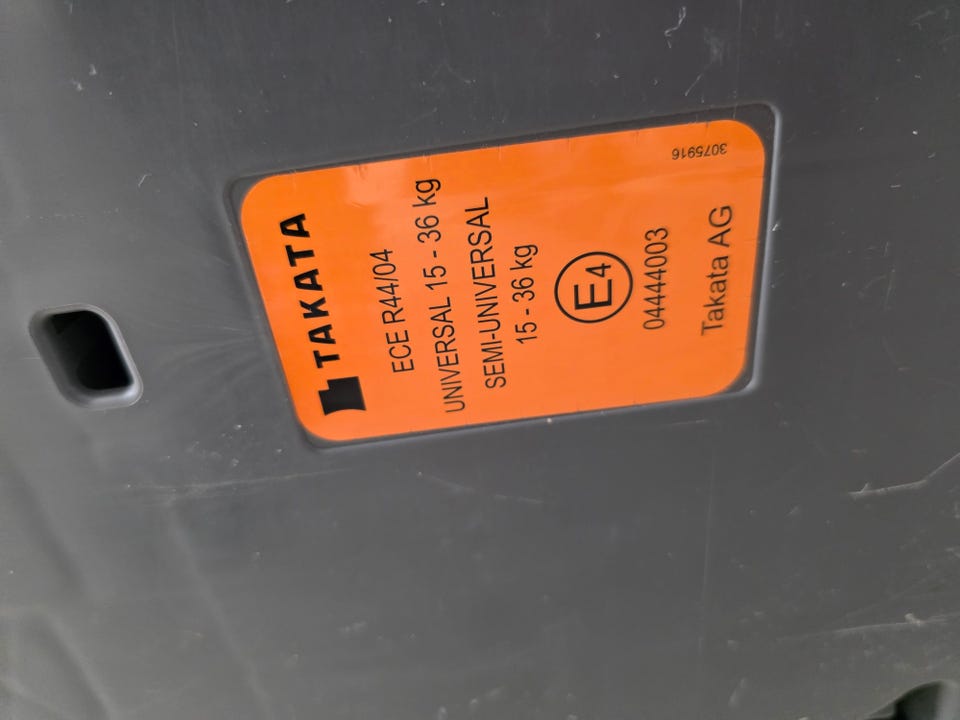 TAKATA
ECE R44/04
UNIVERSAL 15 - 36 kg
SEMI-UNIVERSAL
15 - 36 kg
E4
04444003
Takata AG
3075916